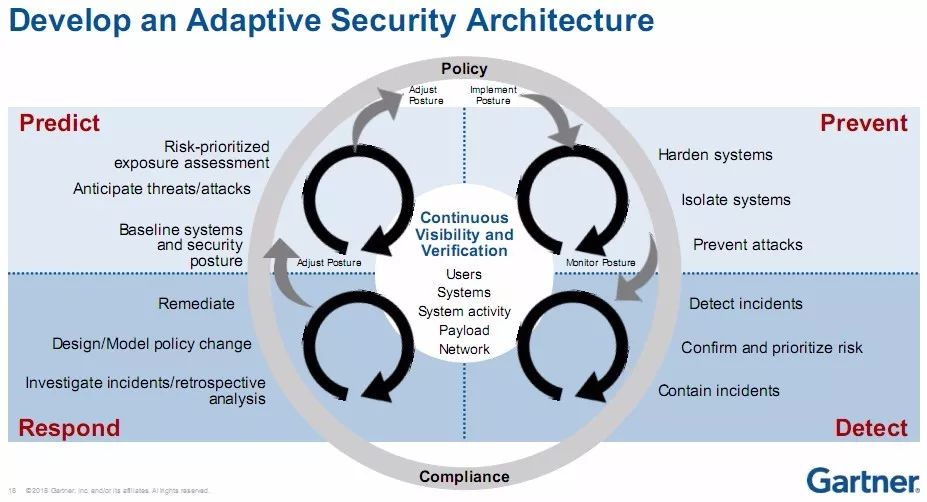 Develop an Adaptive Security Architecture
Policy
Adjust
Posture
Implement
Posture
Predict
Prevent
Risk-prioritized
exposure assessment
Anticipate threats/attacks
Baseline systems
and security
posture
Harden systems
Isolate systems
Prevent attacks
Continuous
Visibility and
Verification
Users
Systems
System activity
Payload
Network
Adjust Posture
Monitor Posture
Remediate
Design/Model policy change
Investigate incidents/retrospective
analysis
Detect incidents
Confirm and prioritize risk
Contain incidents
Respond
Detect
Compliance
Gartner
©2016 Gartner, Inc. and/or its affiliates. All rights reserved.